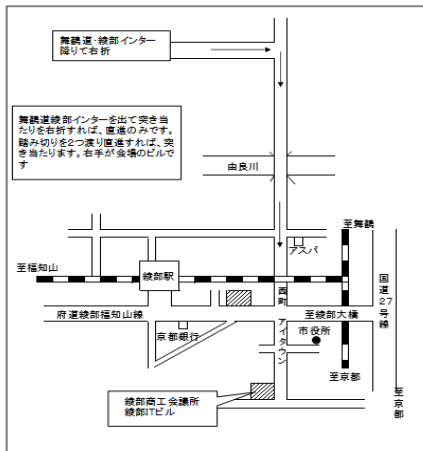 舞鶴道・綾部インター
降りて右折
舞鶴道綾部インターを出て突き当
たりを右折すれば、直進のみです。
踏み切りを2つ渡り直進すれば、突
き当たります。右手が会場のビルで
す
由良川
至舞鶴
アスパ
至福知山
綾部駅
国道27号線
西町アイタウン
府道綾部福知山線
至綾部大橋
京都銀行
市役所
至京都
至京都
綾部商工会議所
綾部ITビル